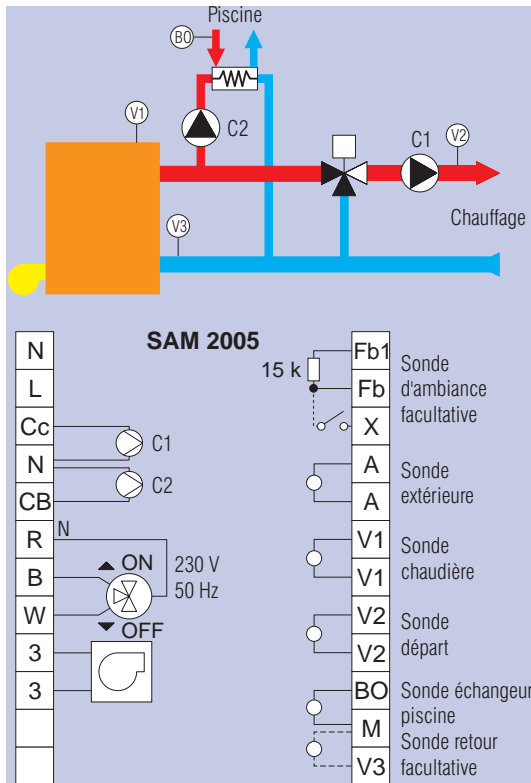 Piscine
BO
V1
C2
C1
V2
V3
Chauffage
SAM 2005
N
L
Cc
N
CB
R
B
W
3
3
C1
C2
N
ON
OFF
230 V
50 Hz
15 k
Fb1
Fb
X
A
A
V1
V1
V2
V2
BO
M
V3
Sonde
d'ambiance
facultative
Sonde
extérieure
Sonde
chaudière
Sonde
départ
Sonde échangeur
piscine
Sonde retour
facultative